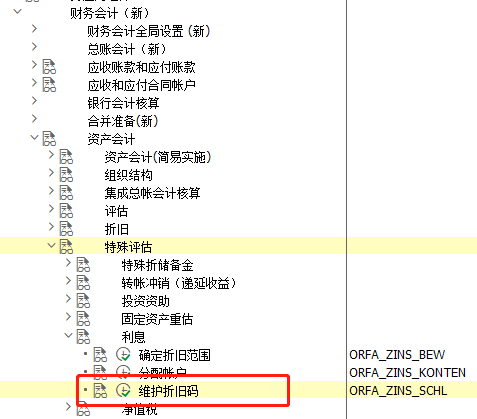 财务会计（新）
财务会计全局设置 (新)
总账会计（新）
应收账款和应付账款
应收和应付合同帐户
银行会计核算
合并准备(新)
资产会计
资产会计(简易实施)
组织结构
集成总帐会计核算
评估
折旧
特殊评估
特殊折储备金
转帐冲销（递延收益）
投资资助
固定资产重估
利息
确定折旧范围 ORFA_ZINS_BEW
分配帐户 ORFA_ZINS_KONTEN
维护折旧码 ORFA_ZINS_SCHL
净值税